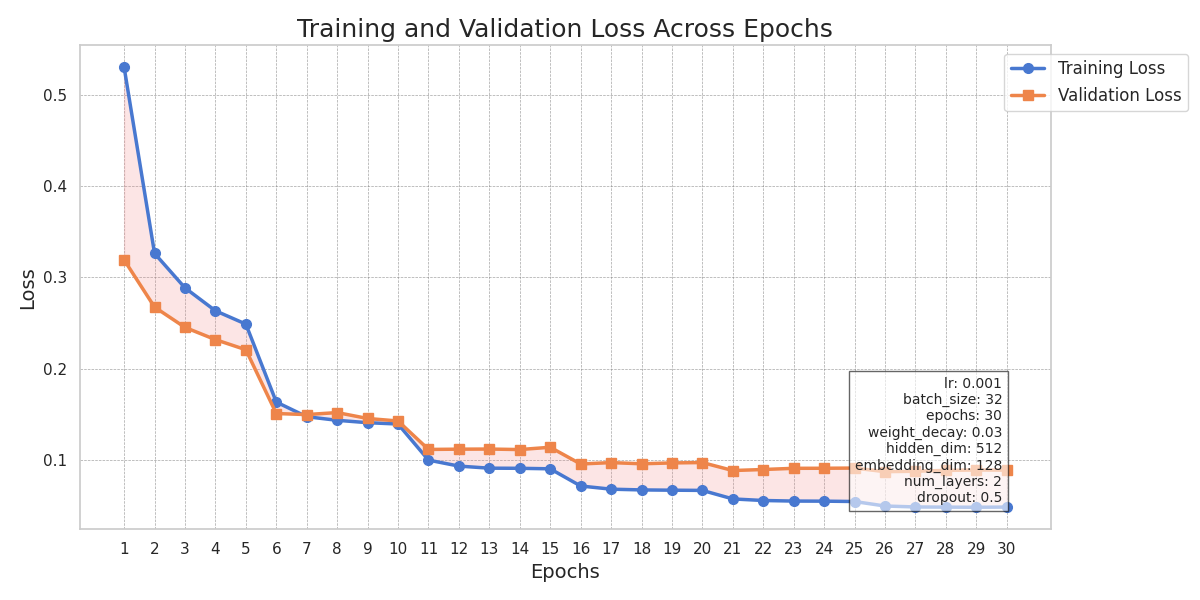 Training and Validation Loss Across Epochs
Training Loss
Validation Loss
Loss
0.5
0.4
0.3
0.2
0.1
lr: 0.001
batch_size: 32
epochs: 30
weight_decay: 0.03
hidden_dim: 512
embedding_dim: 128
num_layers: 2
dropout: 0.5
1 2 3 4 5 6 7 8 9 10 11 12 13 14 15 16 17 18 19 20 21 22 23 24 25 26 27 28 29 30
Epochs